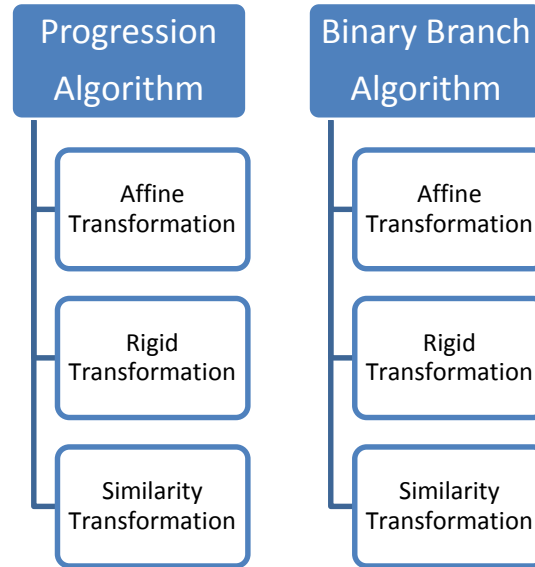 Progression
Algorithm
Affine
Transformation
Rigid
Transformation
Similarity
Transformation
Binary Branch
Algorithm
Affine
Transformation
Rigid
Transformation
Similarity
Transformation